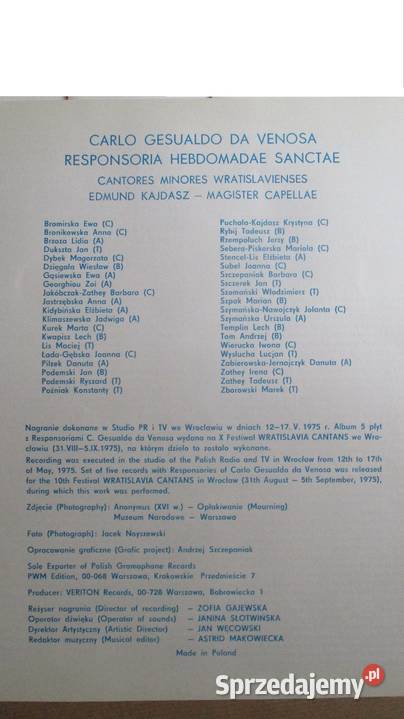 CARLO GESUALDO DA VENOSA
RESPONSORIA HEBDOMADAE SANCTAE
CANTORES MINORES WRATISLAVIENSES
EDMUND KAJDASZ — MAGISTER CAPELLAE
Bromirska Ewa (C)
Bronikowska Anna (C)
Brzoza Lidia (A)
Dukszta Jan (T)
Dybek Małgorzata (C)
Dzięgała Wiesław (B)
Gąsiewska Ewa (A)
Georghiou Zoi (A)
Jakóbczak-Zathey Barbara (C)
Jastrzębska Anna (A)
Kidybińska Elżbieta (A)
Klimaszewska Jadwiga (A)
Kurek Marta (C)
Kwapisz Lech (B)
Lis Maciej (T)
Łada-Gębska Joanna (C)
Pilzek Danuta (A)
Podemski Jan (B)
Podemski Ryszard (T)
Poźniak Konstanty (T)
Puchała-Kajdasz Krystyna (C)
Rybij Tadeusz (B)
Rzempołuch Jerzy (B)
Sebera-Piskorska Mariola (C)
Stencel-Lis Elżbieta (A)
Subel Joanna (C)
Szczepaniak Barbara (C)
Szczerek Jan (T)
Szomański Włodzimierz (T)
Szpak Marian (B)
Szymańska-Nawojczyk Jolanta (C)
Szymańska Urszula (A)
Templin Lech (B)
Tom Andrzej (B)
Wierucka Iwona (C)
Wysłucha Lucjan (T)
Zabierowska-Jernajczyk Danuta (A)
Zathey Irena (C)
Zathey Tadeusz (T)
Zborowski Marek (T)
Nagranie dokonane w Studio PR i TV we Wrocławiu w dniach 12—17. V. 1975 r. Album 5 płyt
z Responsoriami C. Gesualdo da Venosa wydana na X Festiwal WRATISLAVIA CANTANS we Wro-
cławiu (31.VIII—5.IX.1975), na którym dzieło to zostało wykonane.
Recording was executed in the studio of the Polish Radio and TV in Wrocław from 12th to 17th
of May, 1975. Set of five records with Responsories of Carlo Gesualdo da Venosa was released
for the 10th Festival WRATISLAVIA CANTANS in Wrocław (31th August — 5th September, 1975),
during which this work was performed.
Zdjęcie (Photography): Anonymus (XVI w.) — Opłakiwanie (Mourning)
Muzeum Narodowe — Warszawa
Foto (Photograph): Jacek Noyszewski
Opracowanie graficzne (Grafic project): Andrzej Szczepaniak
Sole Exporter of Polish Gramophone Records
PWM Edition, 00-068 Warszawa, Krakowskie Przedmieście 7
Producer: VERITON Records, 00-728 Warszawa, Bobrowiecka 1
Reżyser nagrania (Director of recording) — ZOFIA GAJEWSKA
Operator dźwięku (Operator of sounds) — JANINA SŁOTWIŃSKA
Dyrektor Artystyczny (Artistic Director) — JAN WĘCOWSKI
Redaktor muzyczny (Musical editor) — ASTRID MAKOWIECKA
Made in Poland
Sprzedajemy.pl